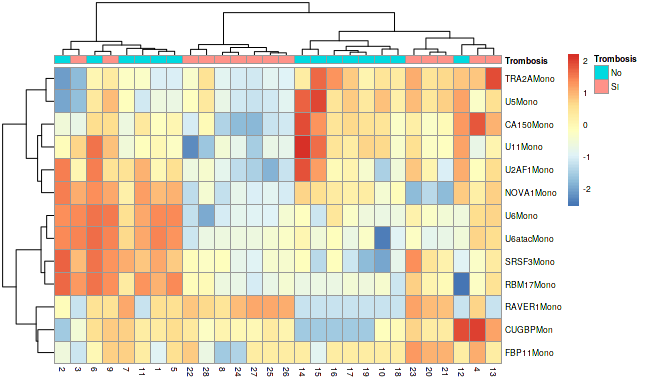 Trombosis
TRA2AMono
U5Mono
CA150Mono
U11Mono
U2AF1Mono
NOVA1Mono
U6Mono
U6atacMono
SRSF3Mono
RBM17Mono
RAVER1Mono
CUGBPMon
FBP11Mono
2 3 6 9 7 11 1 5 22 28 8 24 27 25 26 14 15 16 17 19 10 18 23 20 21 12 4 13
2
1
0
-1
-2
Trombosis
No
SI